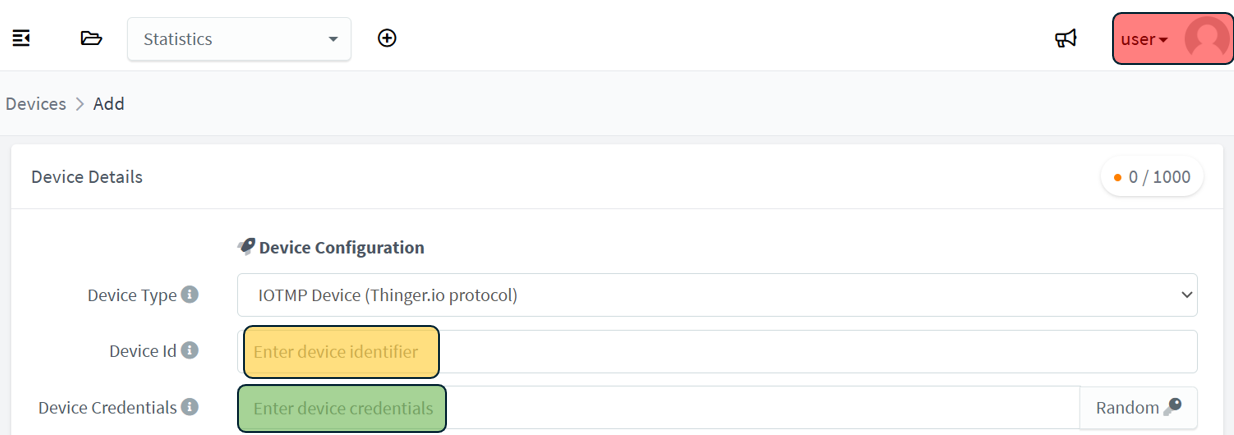 Statistics
user
Devices > Add
Device Details
0 / 1000
Device Configuration
Device Type
IOTMP Device (Thinger.io protocol)
Device Id
Enter device identifier
Device Credentials
Enter device credentials
Random